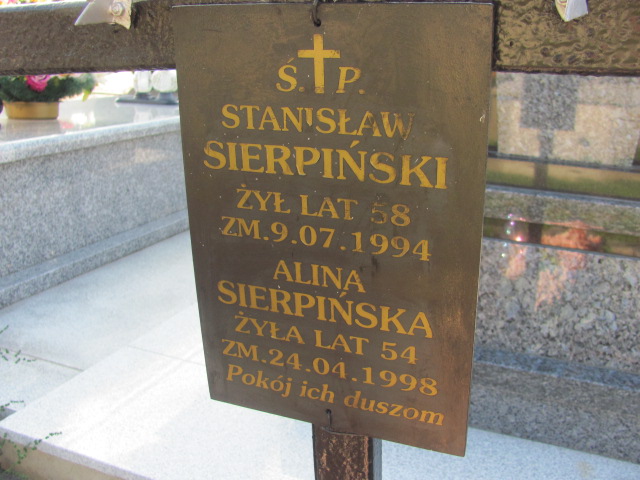 Ś. P.
STANISŁAW
SIERPIŃSKI
ŻYŁ LAT 58
ZM.9.07.1994
ALINA
SIERPIŃSKA
ŻYŁA LAT 54
ZM.24.04.1998
Pokój ich duszom